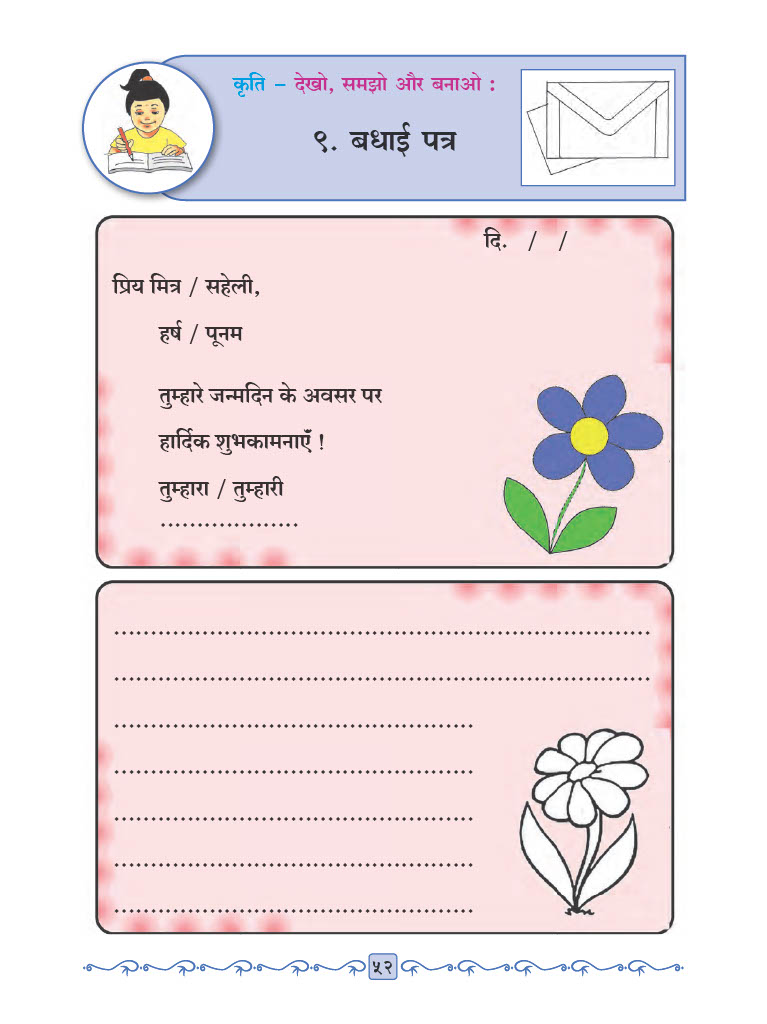 कृति – देखो, समझो और बनाओ :
९. बधाई पत्र
दि. / /
प्रिय मित्र / सहेली,
हर्ष / पूनम
तुम्हारे जन्मदिन के अवसर पर
हार्दिक शुभकामनाएँ !
तुम्हारा / तुम्हारी
...................
५२